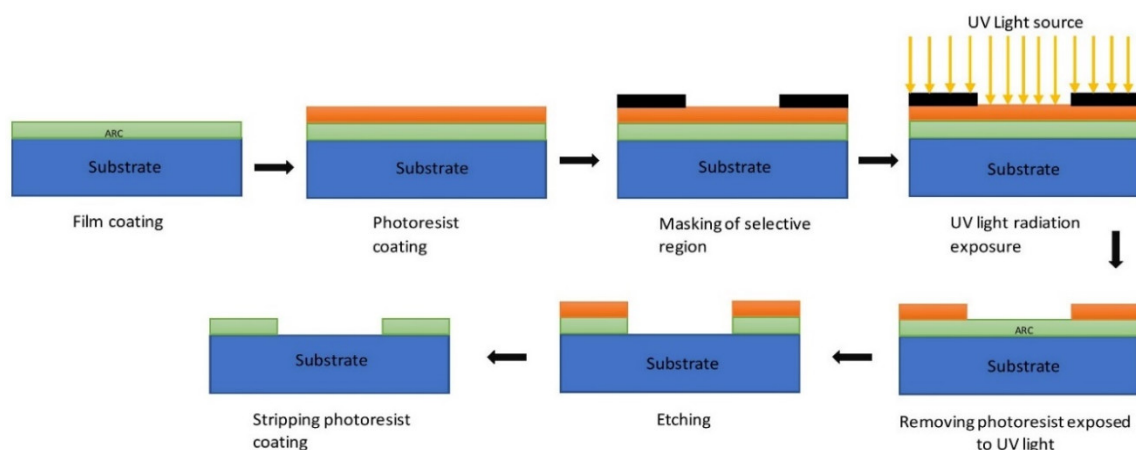 UV Light source
ARC
Substrate
Substrate
Substrate
Substrate
Film coating
Photoresist
coating
Masking of selective
region
UV light radiation
exposure
Substrate
Substrate
ARC
Substrate
Stripping photoresist
coating
Etching
Removing photoresist exposed
to UV light